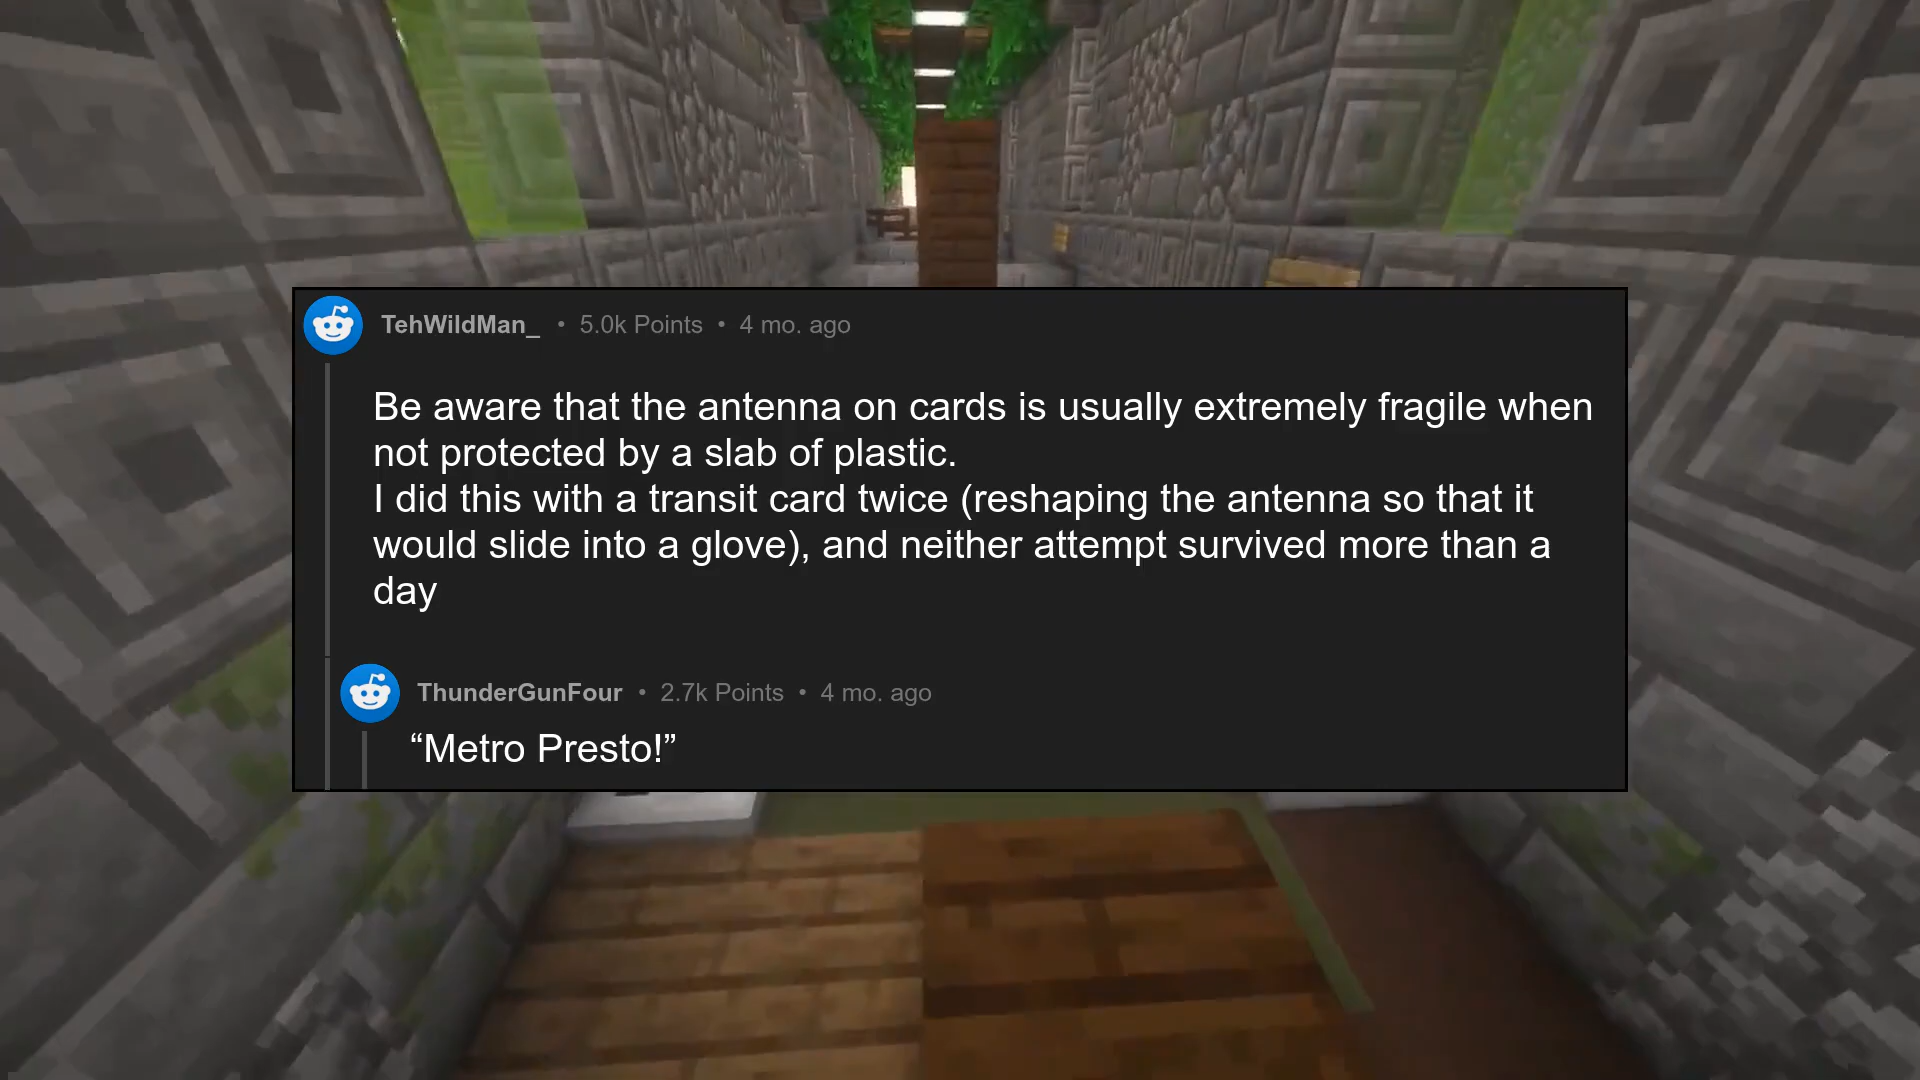 TehWildMan_ • 5.0k Points • 4 mo. ago
Be aware that the antenna on cards is usually extremely fragile when
not protected by a slab of plastic.
I did this with a transit card twice (reshaping the antenna so that it
would slide into a glove), and neither attempt survived more than a
day
ThunderGunFour • 2.7k Points • 4 mo. ago
“Metro Presto!”